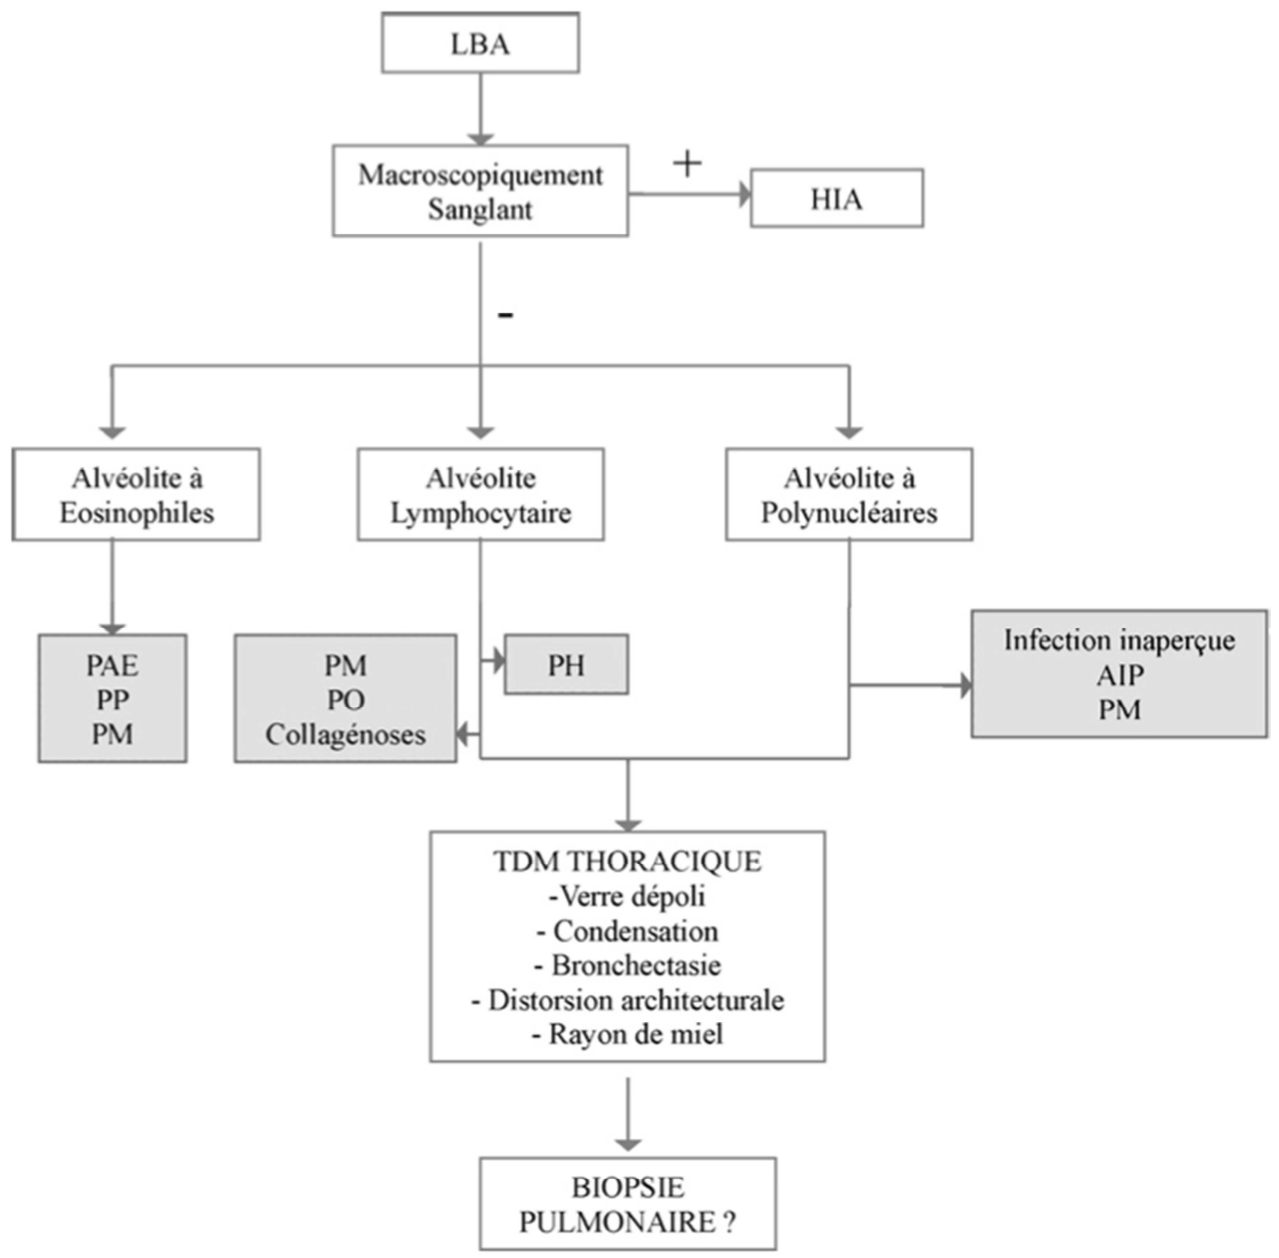 LBA
Macroscopiquement
Sanglant
+
HIA
-
Alvéolite à
Eosinophiles
Alvéolite
Lymphocytaire
Alvéolite à
Polynucléaires
PAE
PP
PM
PM
PO
Collagénoses
PH
Infection inaperçue
AIP
PM
TDM THORACIQUE
-Verre dépoli
- Condensation
- Bronchectasie
- Distorsion architecturale
- Rayon de miel
BIOPSIE
PULMONAIRE ?